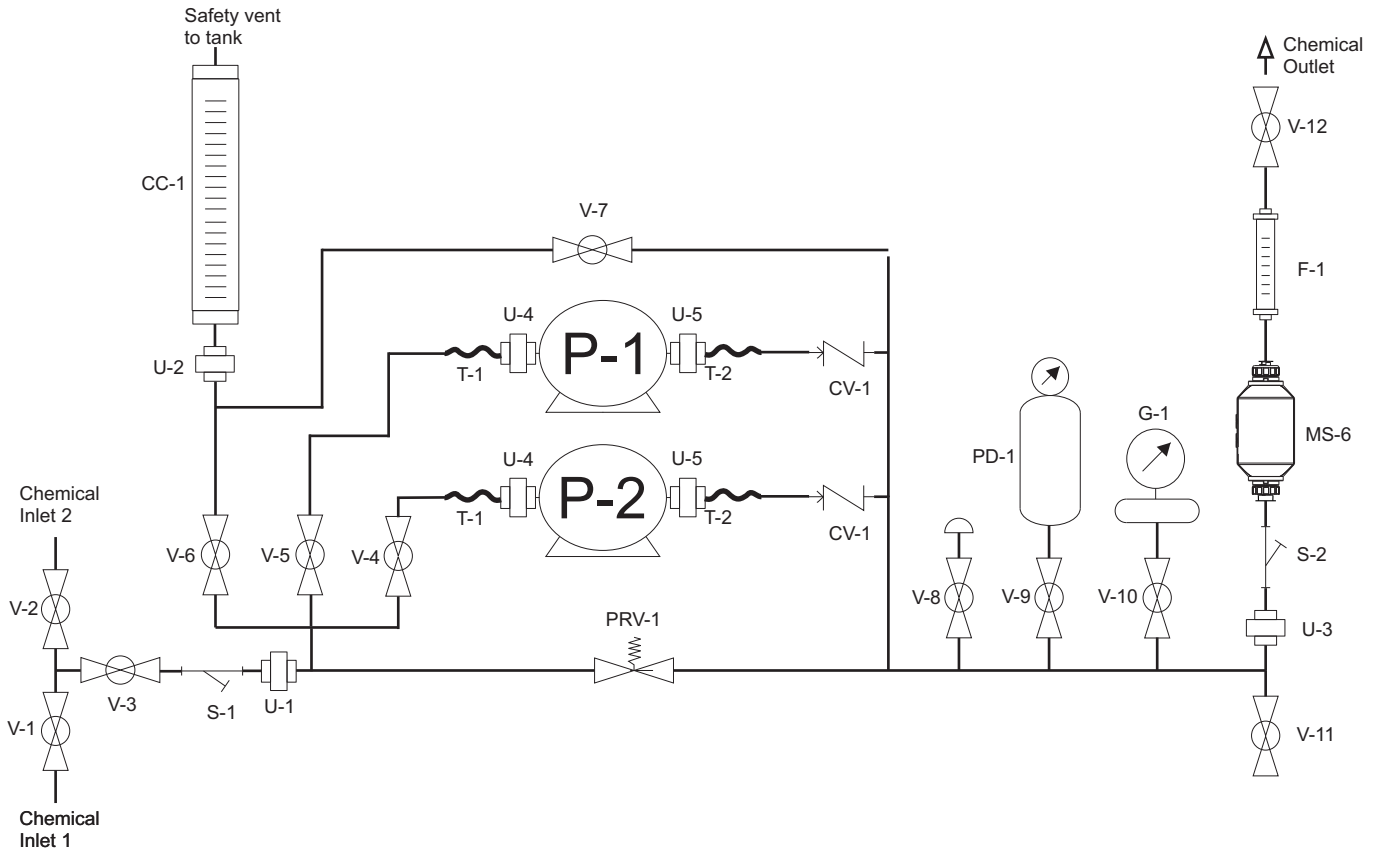 Safety vent
to tank
Chemical
Outlet
V-12
CC-1
V-7
F-1
U-4
U-5
P-1
U-2
T-1
T-2
CV-1
G-1
MS-6
U-4
U-5
PD-1
P-2
Chemical
Inlet 2
T-1
T-2
CV-1
V-6
V-5
V-4
S-2
V-8
V-9
V-10
V-2
PRV-1
U-3
V-3
S-1
U-1
V-1
V-11
Chemical
Inlet 1